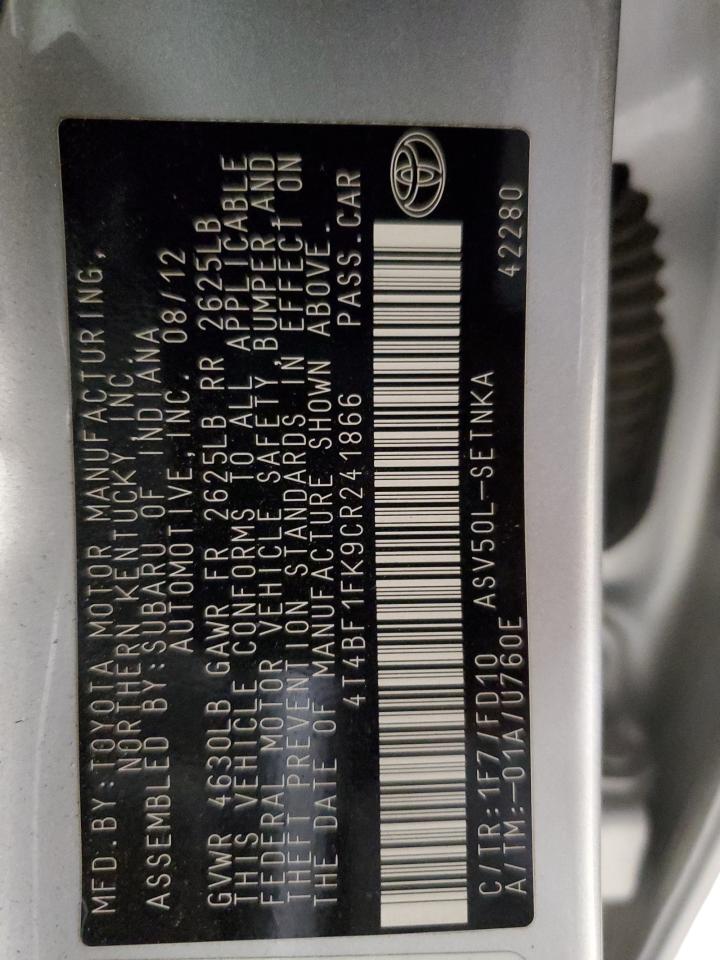 MFD.BY:TOYOTA MOTOR MANUFACTURING,
NORTHERN KENTUCKY,INC.
ASSEMBLED BY:SUBARU OF INDIANA
AUTOMOTIVE,INC. 08/12
GVWR 4630LB GAWR FR 2625LB RR 2625LB
THIS VEHICLE CONFORMS TO ALL APPLICABLE
FEDERAL MOTOR VEHICLE SAFETY,BUMPER,AND
THEFT PREVENTION STANDARDS IN EFFECT ON
THE DATE OF MANUFACTURE SHOWN ABOVE.
4T4BF1FK9CR241866 PASS.CAR
C/TR:1F7//FD10 ASV50L-SETNKA 42280
A/TM:-01A/U760E